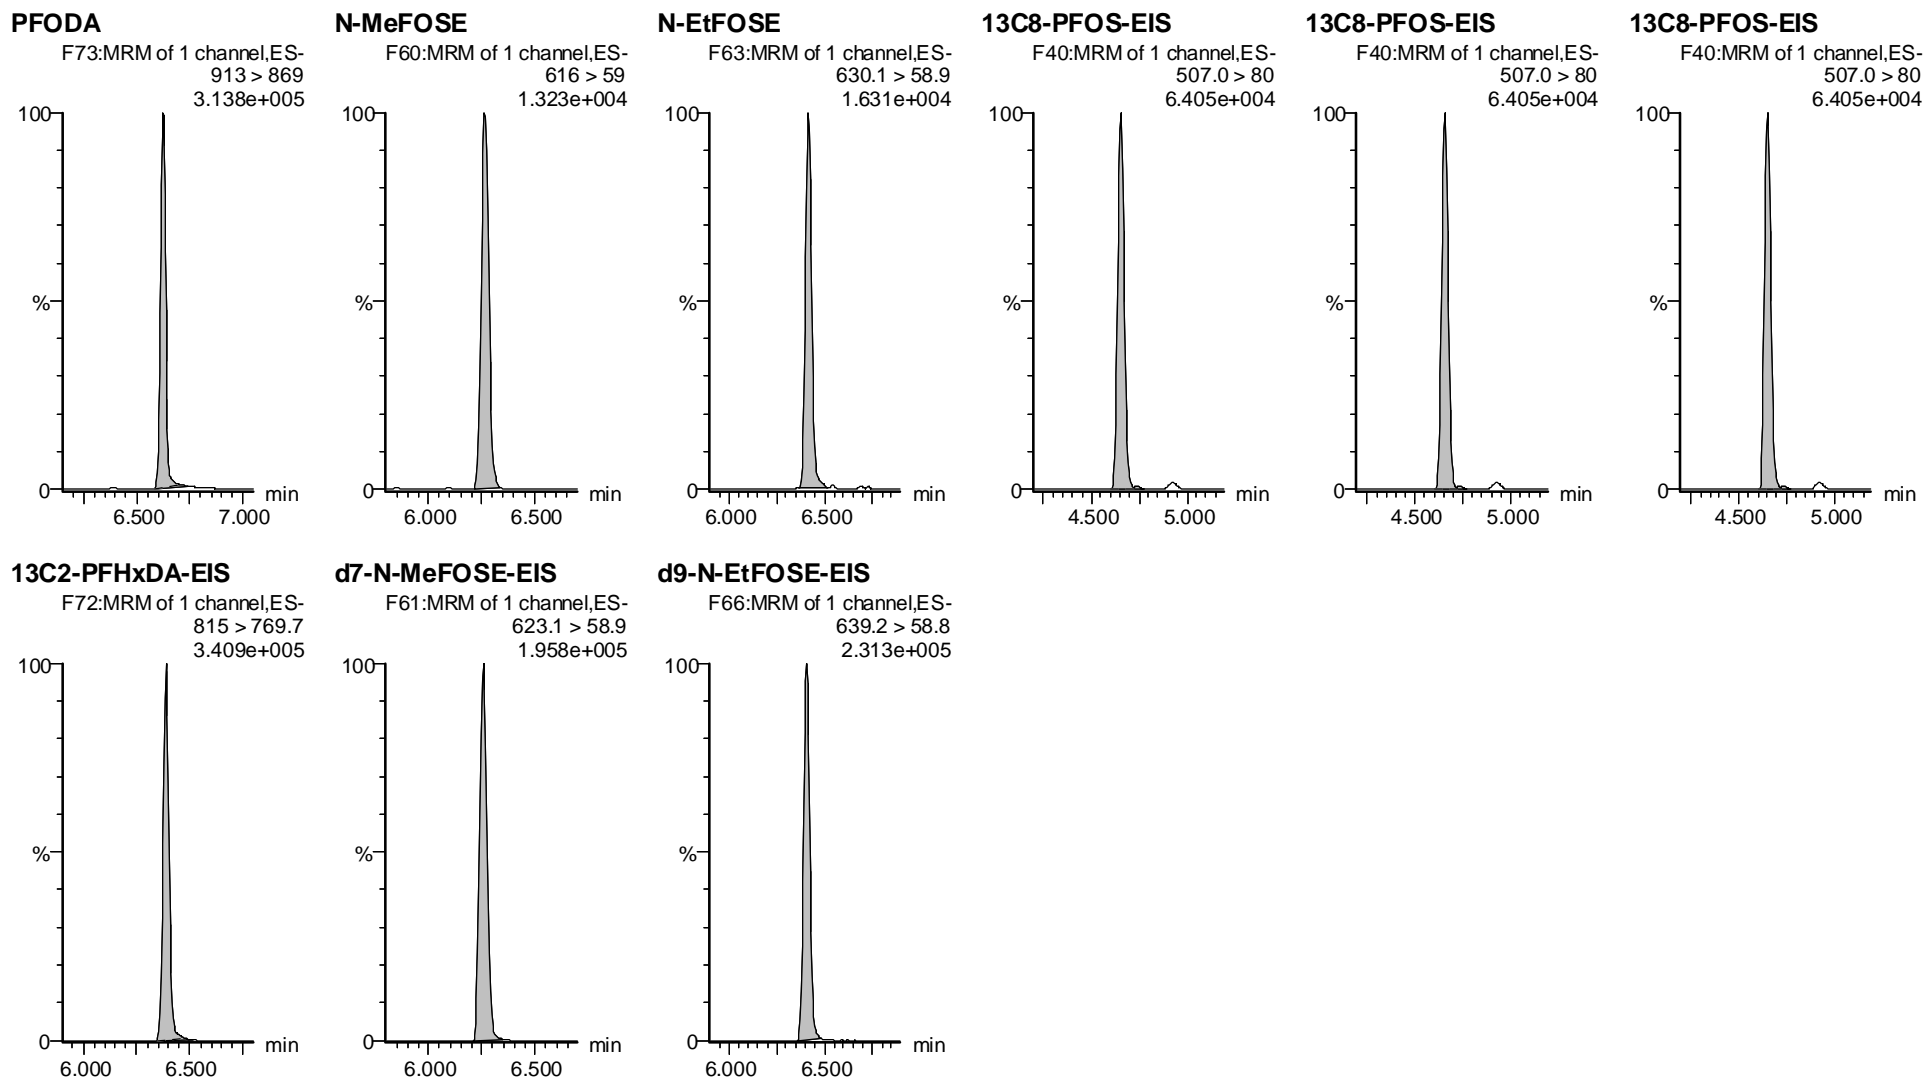 PFODA
F73:MRM of 1 channel,ES-
913 > 869
3.138e+005
100
%
0
6.500 7.000 min
N-MeFOSE
F60:MRM of 1 channel,ES-
616 > 59
1.323e+004
100
%
0
6.000 6.500 min
N-EtFOSE
F63:MRM of 1 channel,ES-
630.1 > 58.9
1.631e+004
100
%
0
6.000 6.500 min
13C8-PFOS-EIS
F40:MRM of 1 channel,ES-
507.0 > 80
6.405e+004
100
%
0
4.500 5.000 min
13C8-PFOS-EIS
F40:MRM of 1 channel,ES-
507.0 > 80
6.405e+004
100
%
0
4.500 5.000 min
13C8-PFOS-EIS
F40:MRM of 1 channel,ES-
507.0 > 80
6.405e+004
100
%
0
4.500 5.000 min
13C2-PFHxDA-EIS
F72:MRM of 1 channel,ES-
815 > 769.7
3.409e+005
100
%
0
6.000 6.500 min
d7-N-MeFOSE-EIS
F61:MRM of 1 channel,ES-
623.1 > 58.9
1.958e+005
100
%
0
6.000 6.500 min
d9-N-EtFOSE-EIS
F66:MRM of 1 channel,ES-
639.2 > 58.8
2.313e+005
100
%
0
6.000 6.500 min